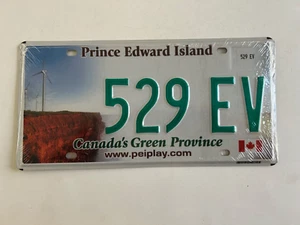 Prince Edward Island
529 EV
529 EV
Canada's Green Province
www.peiplay.com